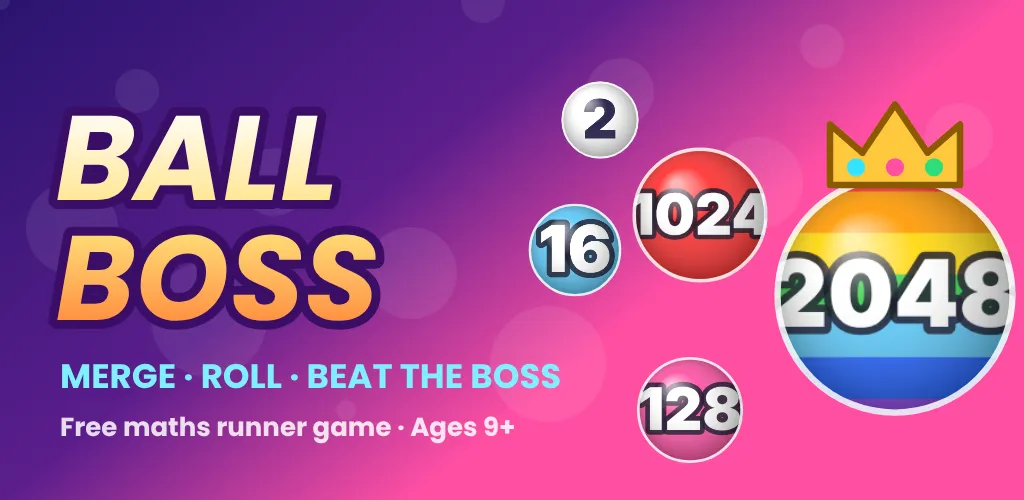 BALL
BOSS
MERGE · ROLL · BEAT THE BOSS
Free maths runner game · Ages 9+
2
1024
16
2048
128